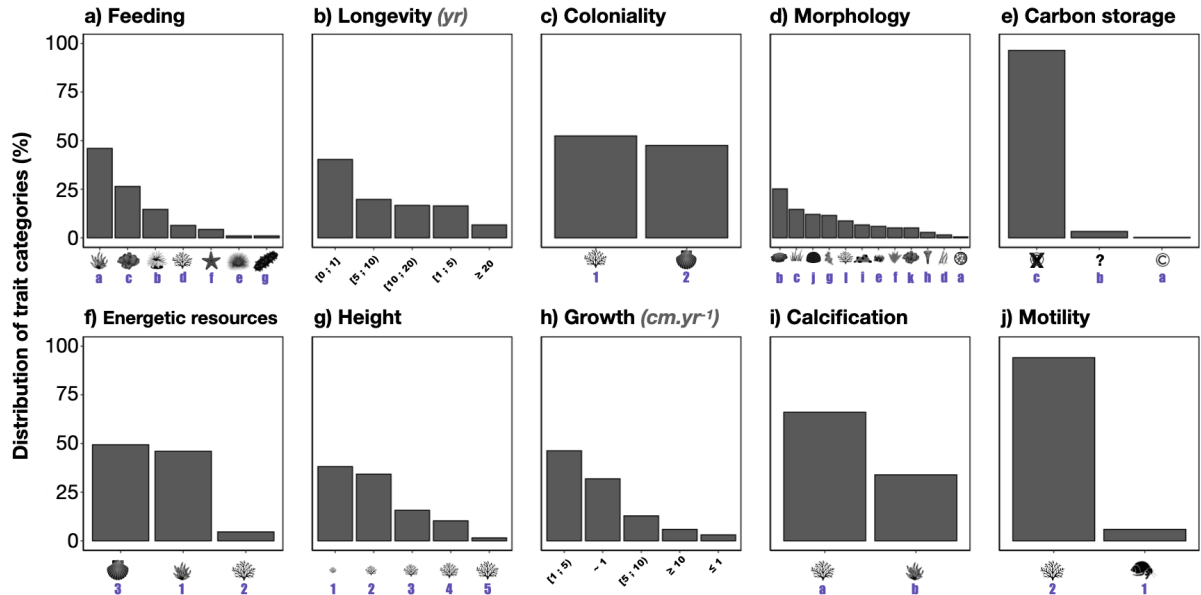 a) Feeding
b) Longevity (yr)
c) Coloniality
d) Morphology
e) Carbon storage
Distribution of trait categories (%)
100
75
50
25
0
a c b d f e g
[0 ; 1] [5 ; 10) [10 ; 20) [1 ; 5) ≥ 20
1 2
b c j g l i e f k h d a
X ? ©
c b a
f) Energetic resources
g) Height
h) Growth (cm.yr-1)
i) Calcification
j) Motility
100
75
50
25
0
3 1 2
1 2 3 4 5
[1 ; 5) ~ 1 [5 ; 10) ≥ 10 ≤ 1
a b
2 1